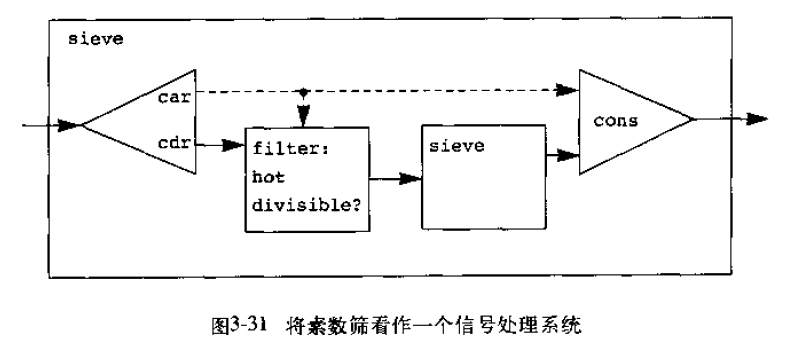 sieve
car
cdr
filter:
hot
divisible?
sieve
cons
图3-31 将素数筛看作一个信号处理系统